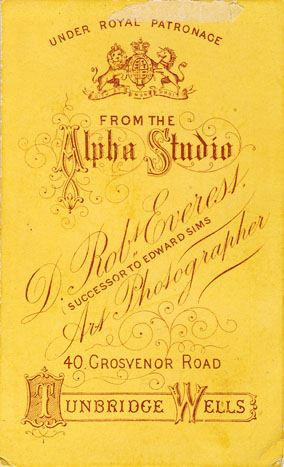 UNDER ROYAL PATRONAGE
FROM THE
Alpha Studio
D. Robt. Everest.
SUCCESSOR TO EDWARD SIMS
Art Photographer
40, GROSVENOR ROAD
TUNBRIDGE WELLS